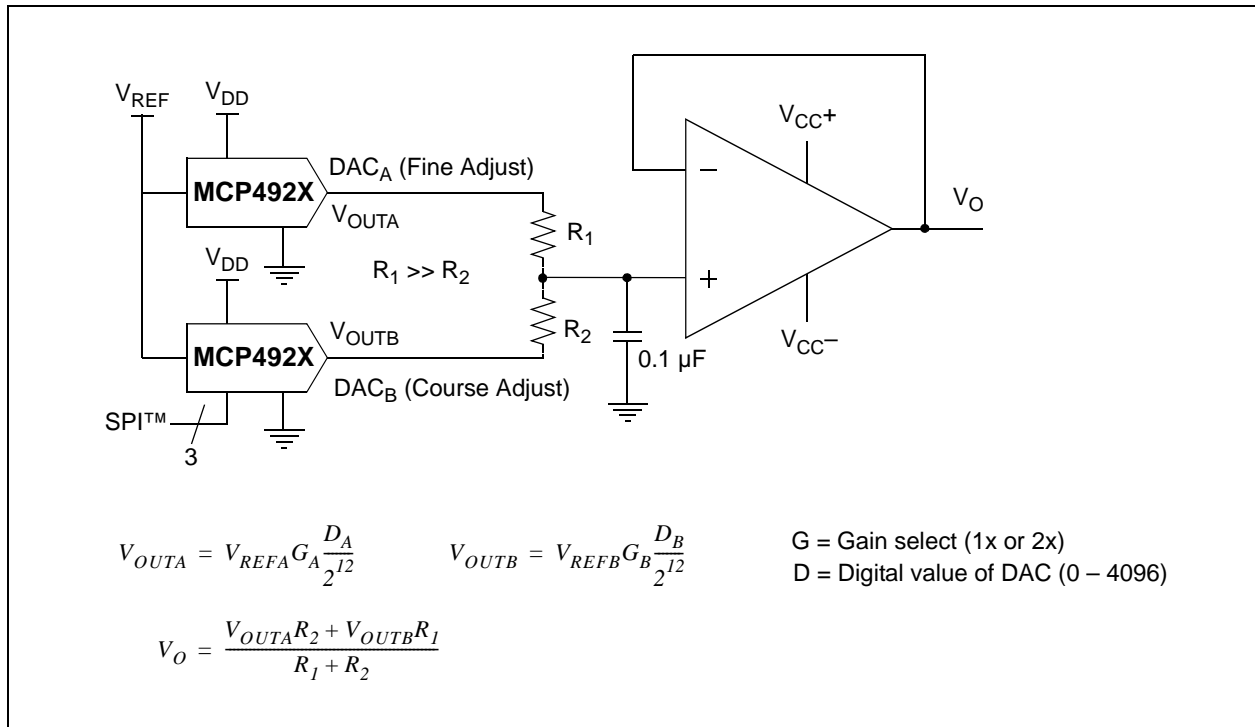 V_REF
V_DD
MCP492X
DAC_A (Fine Adjust)
V_OUTA
V_DD
R_1 >> R_2
R_1
R_2
MCP492X
V_OUTB
DAC_B (Course Adjust)
SPI™
3
0.1 µF
−
+
V_CC+
V_CC−
V_O
V_OUTA = V_REFA G_A D_A / 2^12
V_OUTB = V_REFB G_B D_B / 2^12
G = Gain select (1x or 2x)
D = Digital value of DAC (0 – 4096)
V_O = (V_OUTA R_2 + V_OUTB R_1) / (R_1 + R_2)